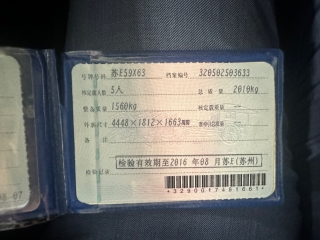 号牌号码 苏E59X63 档案编号 320502503633
核定载人数 5人 总质量 2010kg
整备质量 1560kg 核定载质量 --
外廓尺寸 4448×1812×1663mm 准牵引总质量 --
备注
检验有效期至2016年08月苏E(苏州)
检验记录